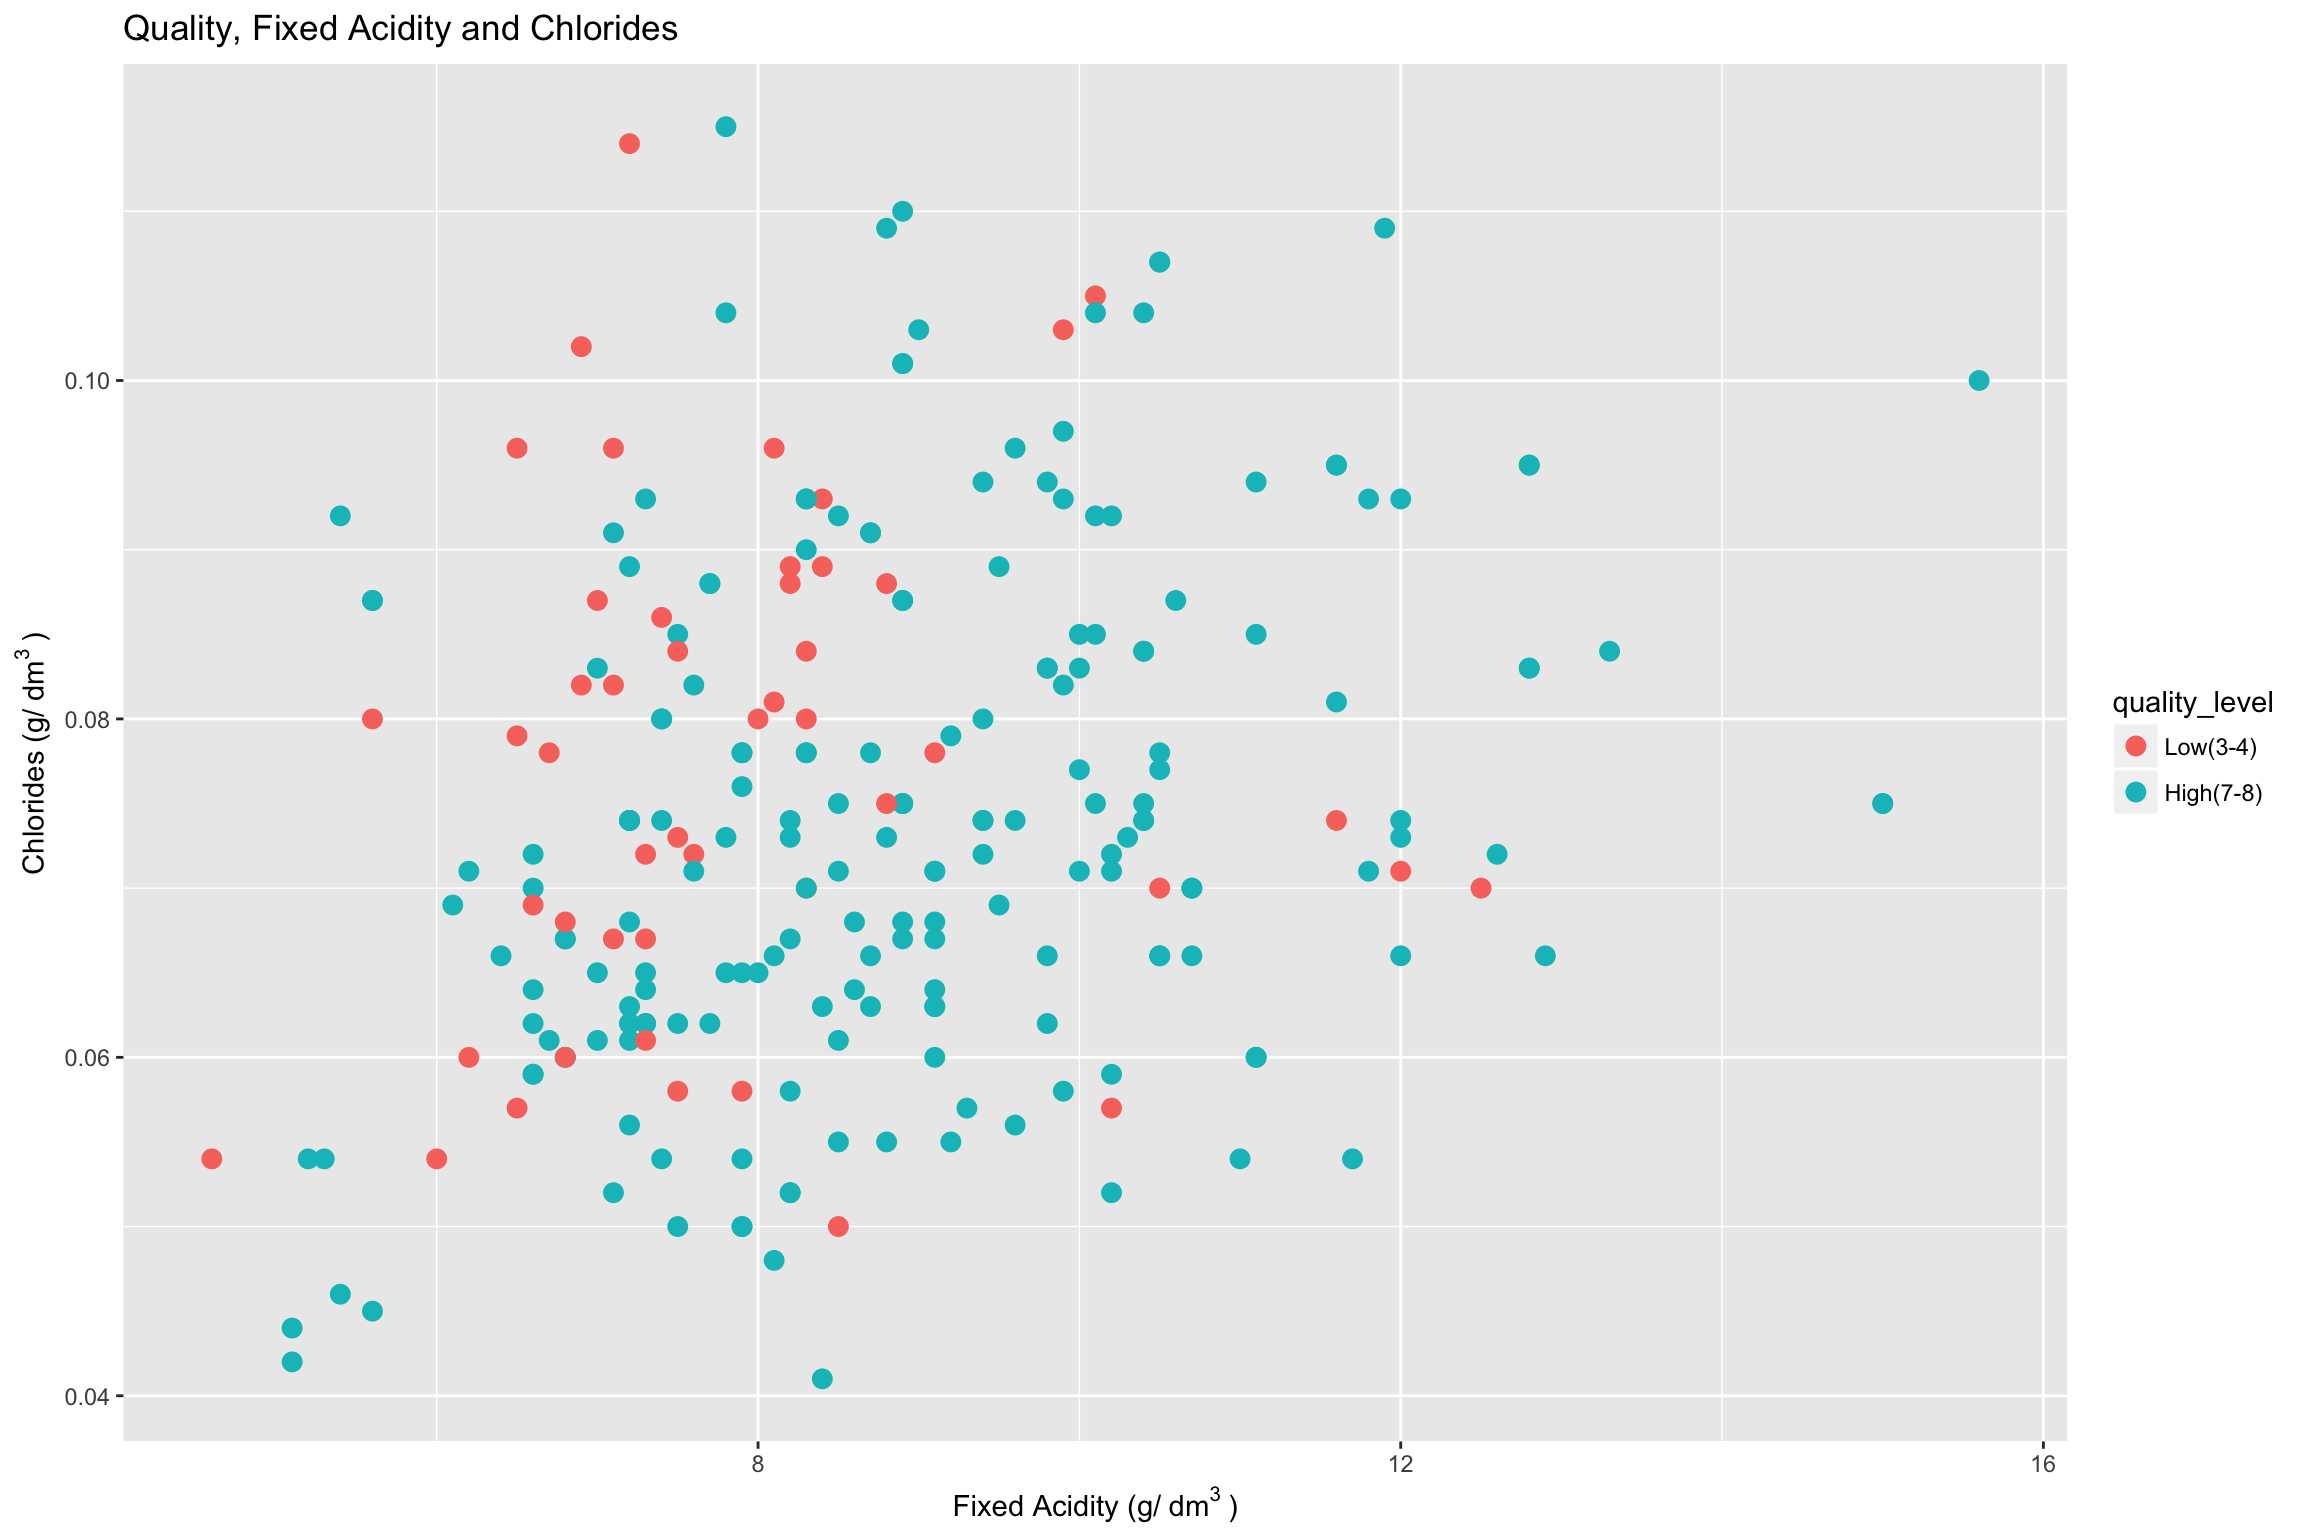 Quality, Fixed Acidity and Chlorides
0.10
0.08
0.06
0.04
Chlorides (g/ dm³ )
8
12
16
Fixed Acidity (g/ dm³ )
quality_level
Low(3-4)
High(7-8)